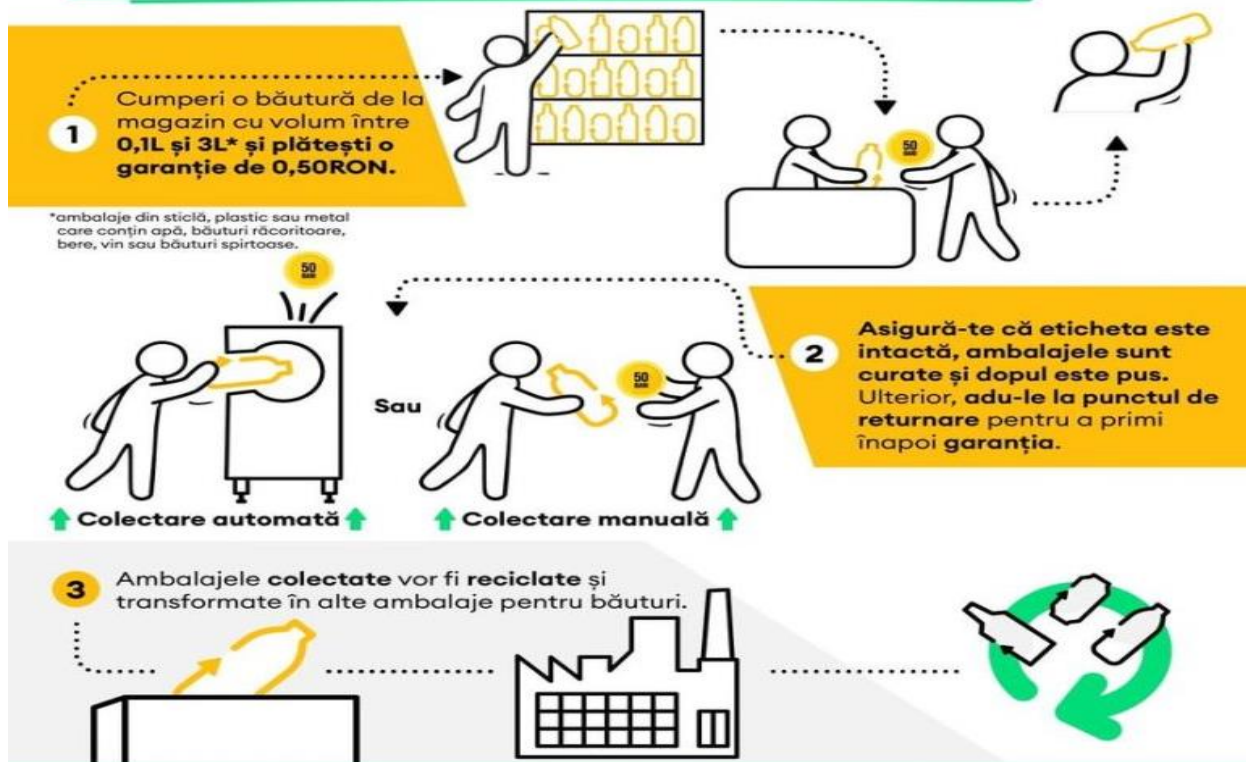 1
Cumperi o băutură de la
magazin cu volum între
0,1L și 3L* și plătești o
garanție de 0,50RON.
*ambalaje din sticlă, plastic sau metal
care conțin apă, băuturi răcoritoare,
bere, vin sau băuturi spirtoase.
50
BANI
50
BANI
2
Asigură-te că eticheta este
intactă, ambalajele sunt
curate și dopul este pus.
Ulterior, adu-le la punctul de
returnare pentru a primi
înapoi garanția.
Sau
50
BANI
Colectare automată
Colectare manuală
3
Ambalajele colectate vor fi reciclate și
transformate în alte ambalaje pentru băuturi.